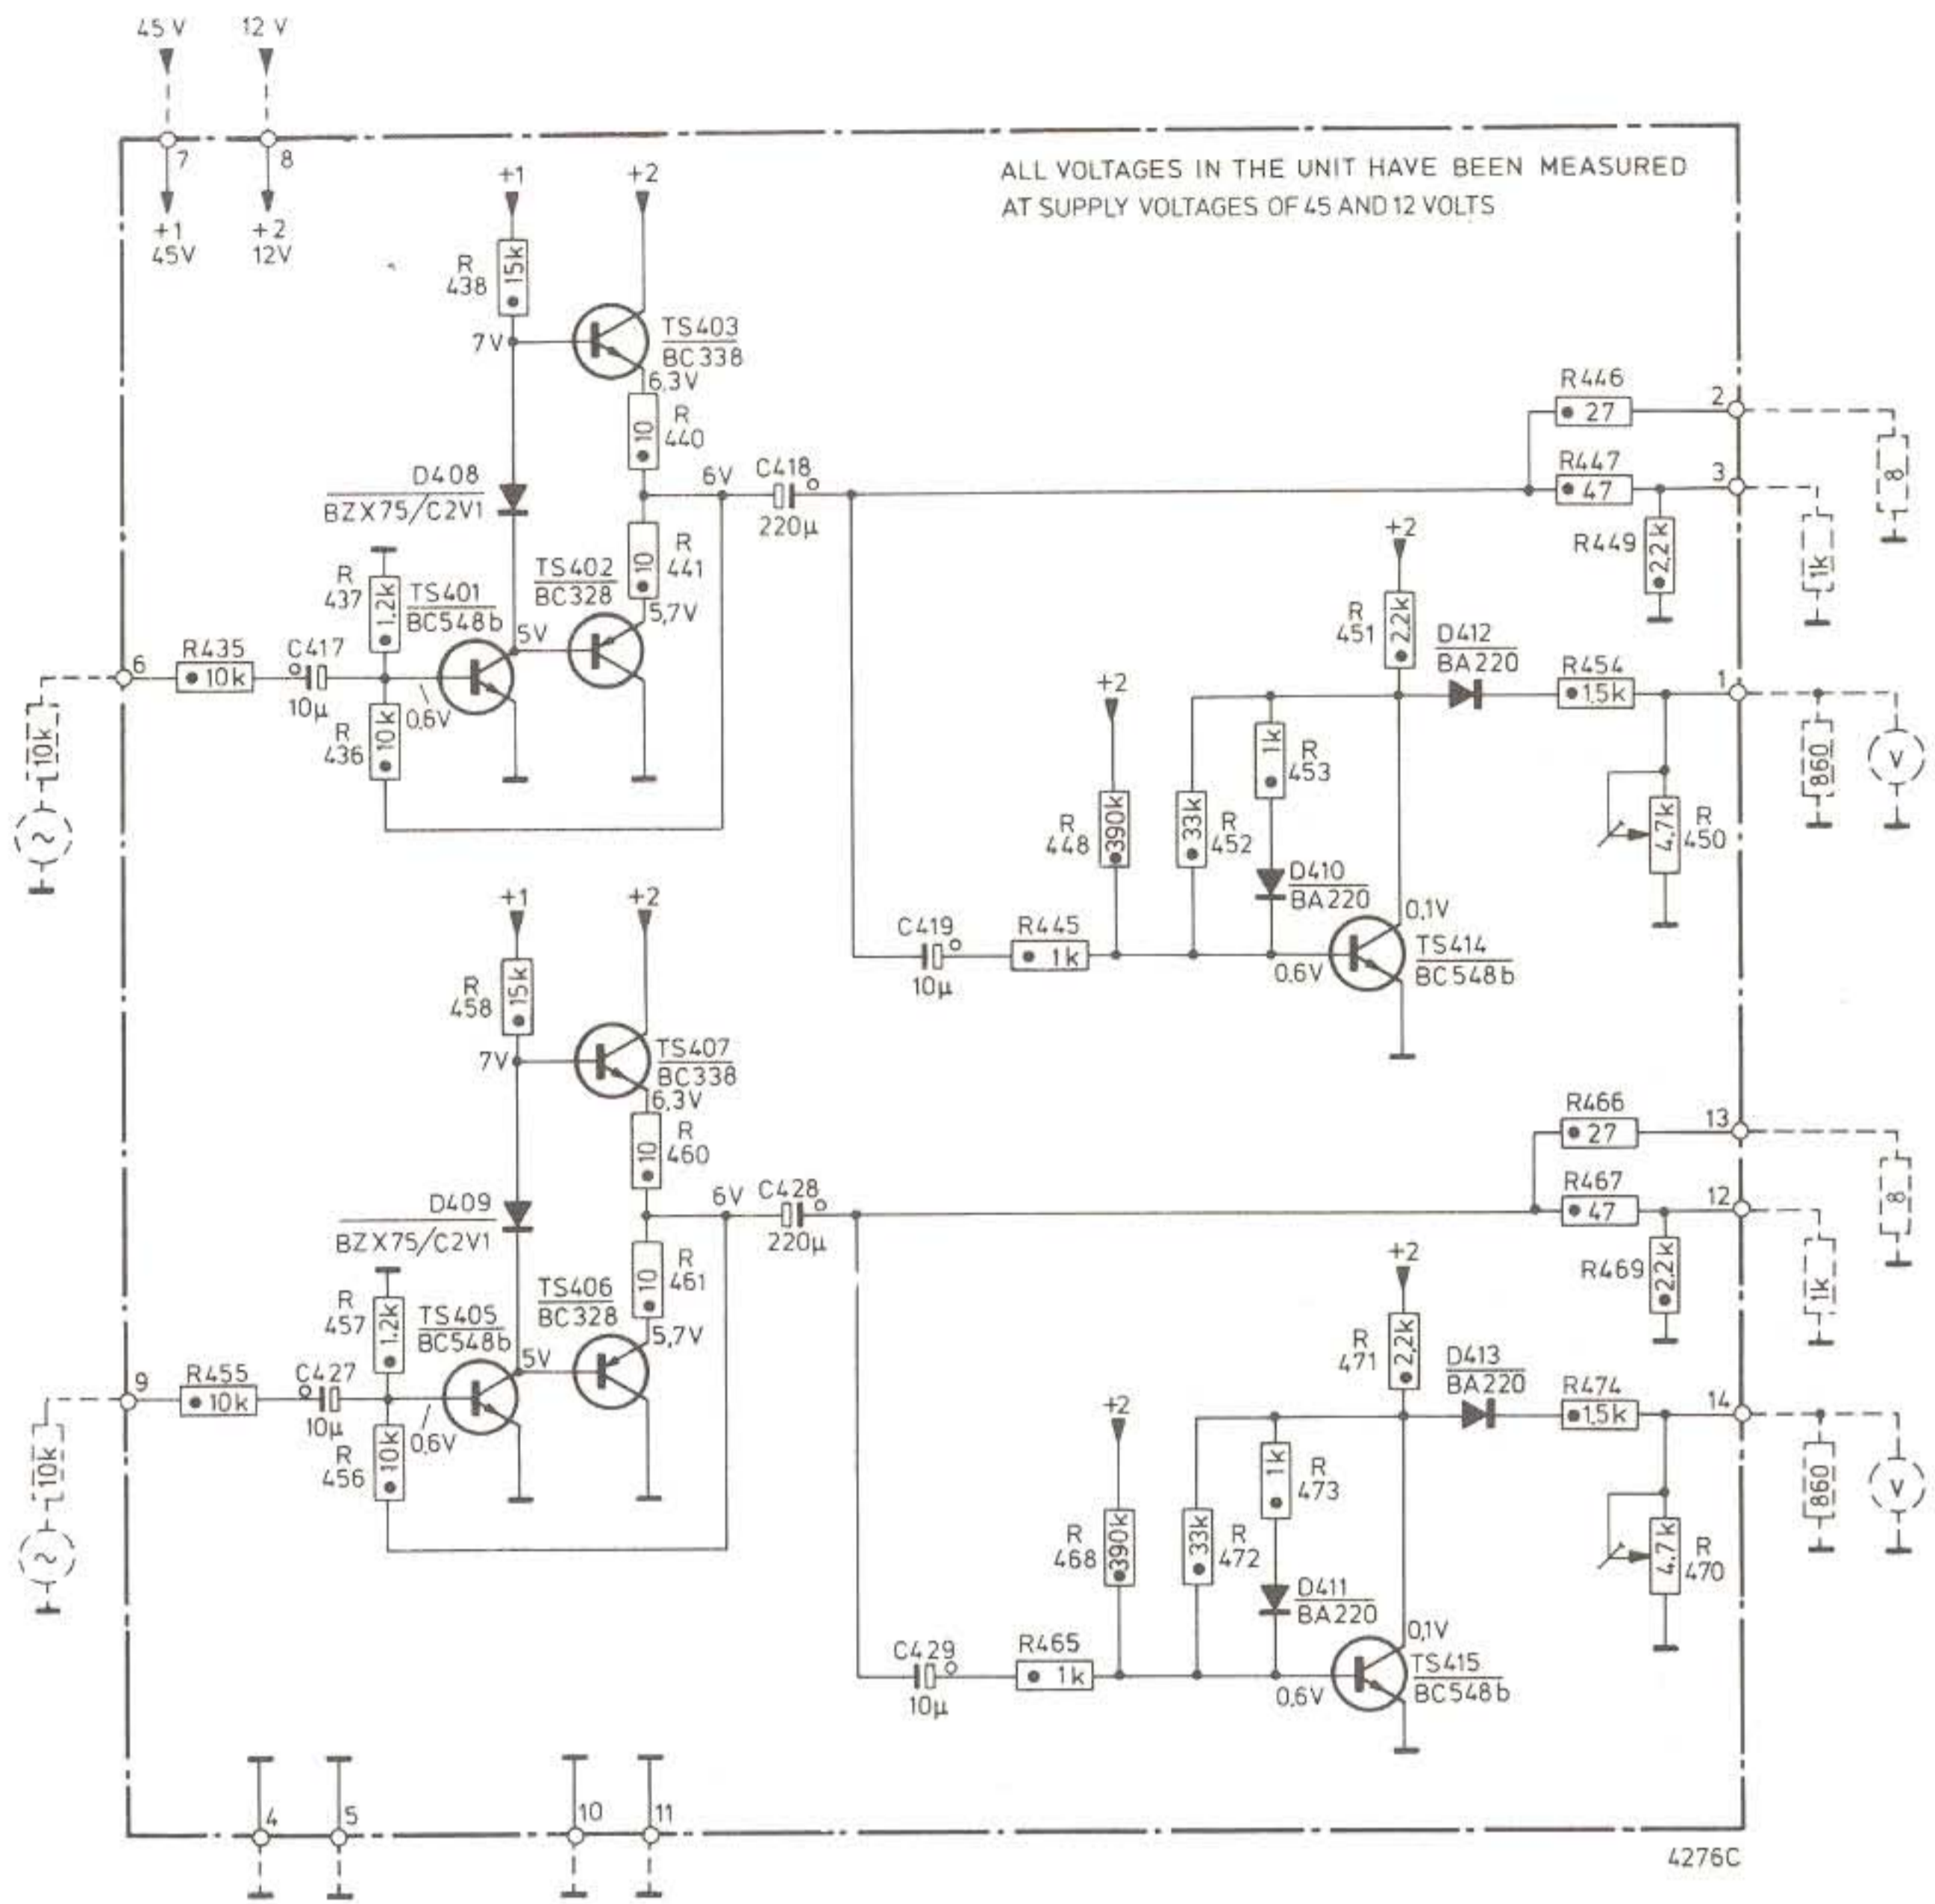 45 V
12 V
7
8
+1
45V
+2
12V
ALL VOLTAGES IN THE UNIT HAVE BEEN MEASURED
AT SUPPLY VOLTAGES OF 45 AND 12 VOLTS
+1
+2
R
438
15k
7V
TS403
BC338
6,3V
10
R
440
D408
BZX75/C2V1
6V
C418
220µ
10
R
441
TS402
BC328
5,7V
R
437
1.2k
TS401
BC548b
5V
6
R435
10k
C417
10µ
0,6V
R
436
10k
10k
~
R446
27
2
R447
47
3
8
R449
2,2k
1k
+2
R
451
2,2k
D412
BA220
R454
1,5k
1
860
V
4.7k
R
450
+2
R
448
390k
33k
R
452
1k
R
453
D410
BA220
0,1V
TS414
BC548b
0,6V
C419
10µ
R445
1k
+1
+2
R
458
15k
7V
TS407
BC338
6,3V
10
R
460
D409
BZX75/C2V1
6V
C428
220µ
10
R
461
TS406
BC328
5,7V
R
457
1.2k
TS405
BC548b
5V
9
R455
10k
C427
10µ
0,6V
R
456
10k
10k
~
R466
27
13
R467
47
12
8
R469
2,2k
1k
+2
R
471
2,2k
D413
BA220
R474
1,5k
14
860
V
4.7k
R
470
+2
R
468
390k
33k
R
472
1k
R
473
D411
BA220
0,1V
TS415
BC548b
0,6V
C429
10µ
R465
1k
4
5
10
11
4276C